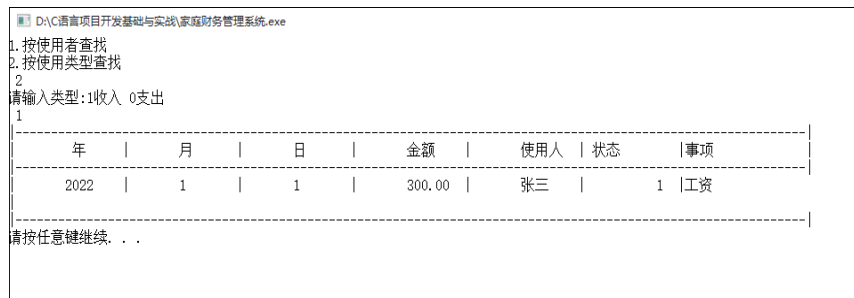 D:\C语言项目开发基础与实战\家庭财务管理系统.exe
1.按使用者查找
2.按使用类型查找
2
请输入类型:1收入 0支出
1
|---------------------------------------------------------------------------------------------------------------|
| 年 | 月 | 日 | 金额 | 使用人 | 状态 |事项 |
|---------------------------------------------------------------------------------------------------------------|
| 2022 | 1 | 1 | 300.00 | 张三 | 1 |工资
|
|---------------------------------------------------------------------------------------------------------------|
请按任意键继续. . .